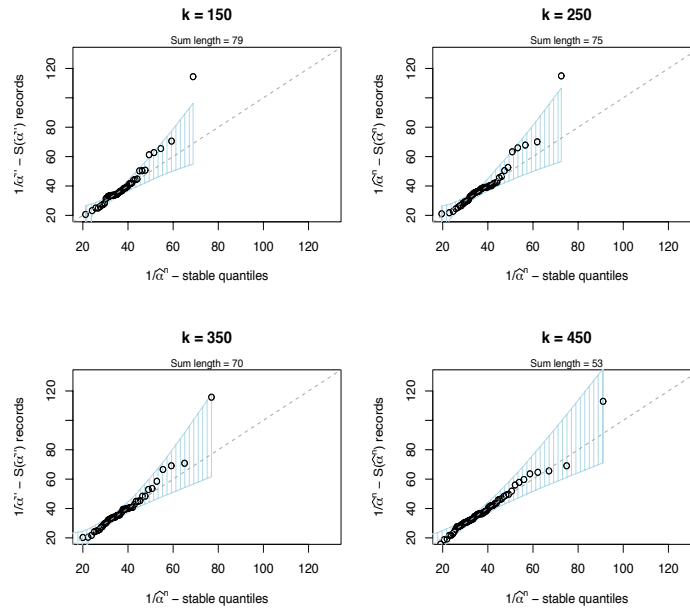 k = 150
Sum length = 79
1/α̂ⁿ − S(α̂ⁿ) records
120
80
60
40
20
20 40 60 80 100 120
1/α̂ⁿ − stable quantiles
k = 250
Sum length = 75
1/α̂ⁿ − S(α̂ⁿ) records
120
80
60
40
20
20 40 60 80 100 120
1/α̂ⁿ − stable quantiles
k = 350
Sum length = 70
1/α̂ⁿ − S(α̂ⁿ) records
120
80
60
40
20
20 40 60 80 100 120
1/α̂ⁿ − stable quantiles
k = 450
Sum length = 53
1/α̂ⁿ − S(α̂ⁿ) records
120
80
60
40
20
20 40 60 80 100 120
1/α̂ⁿ − stable quantiles